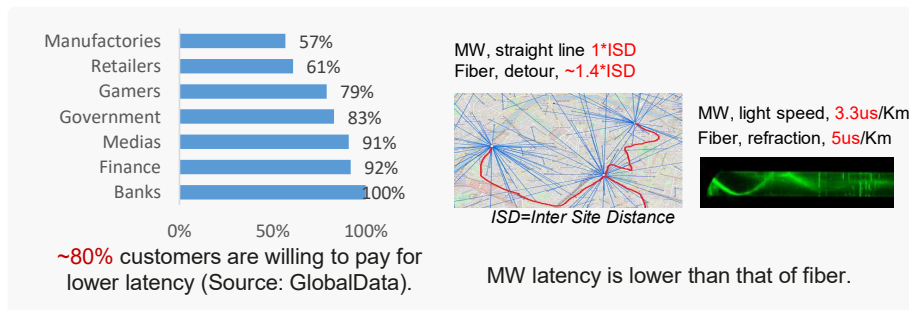 Manufactories 57%
Retailers 61%
Gamers 79%
Government 83%
Medias 91%
Finance 92%
Banks 100%
0% 50% 100%
~80% customers are willing to pay for
lower latency (Source: GlobalData).
MW, straight line 1*ISD
Fiber, detour, ~1.4*ISD
ISD=Inter Site Distance
MW, light speed, 3.3us/Km
Fiber, refraction, 5us/Km
MW latency is lower than that of fiber.